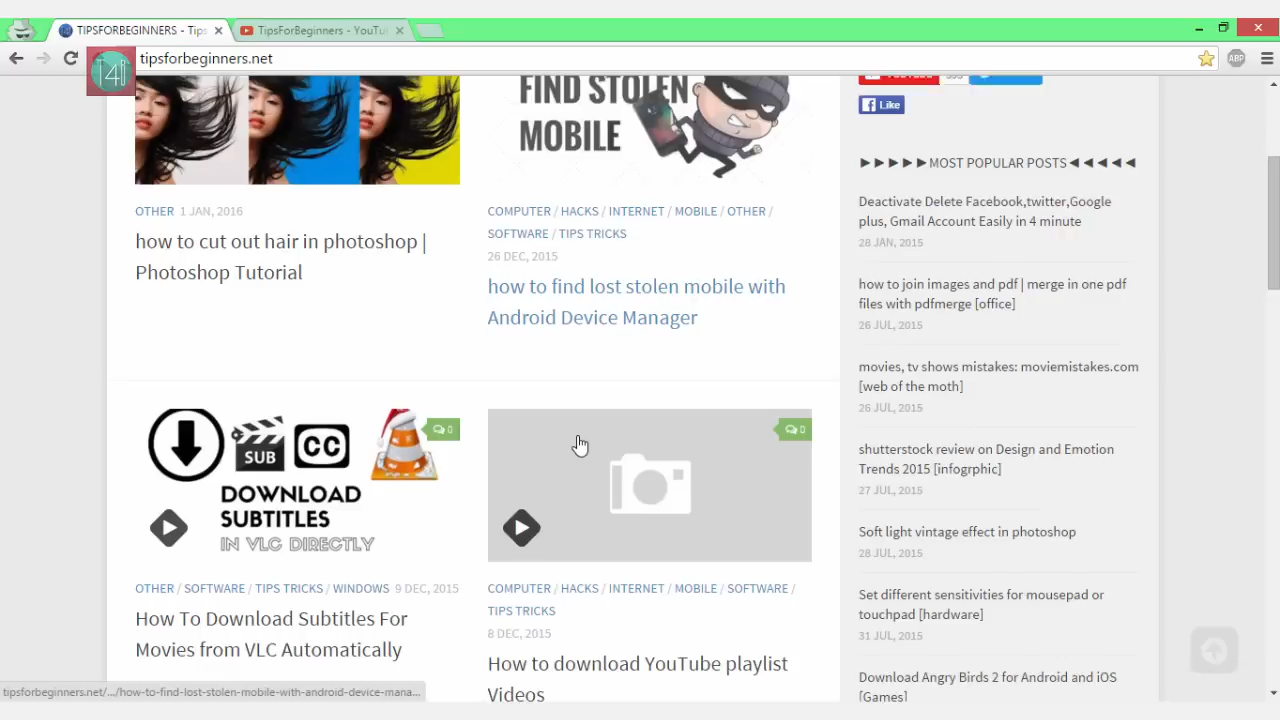 TIPSFORBEGINNERS - Tips
TipsForBeginners - YouTu
tipsforbeginners.net
ABP
FIND STOLEN
MOBILE
Like
►►►►►MOST POPULAR POSTS◄◄◄◄◄
OTHER 1 JAN, 2016
how to cut out hair in photoshop |
Photoshop Tutorial
COMPUTER / HACKS / INTERNET / MOBILE / OTHER /
SOFTWARE / TIPS TRICKS
26 DEC, 2015
how to find lost stolen mobile with
Android Device Manager
Deactivate Delete Facebook,twitter,Google
plus, Gmail Account Easily in 4 minute
28 JAN, 2015
how to join images and pdf | merge in one pdf
files with pdfmerge [office]
26 JUL, 2015
movies, tv shows mistakes: moviemistakes.com
[web of the moth]
26 JUL, 2015
shutterstock review on Design and Emotion
Trends 2015 [infogrphic]
27 JUL, 2015
Soft light vintage effect in photoshop
28 JUL, 2015
Set different sensitivities for mousepad or
touchpad [hardware]
31 JUL, 2015
Download Angry Birds 2 for Android and iOS
[Games]
SUB
CC
0
DOWNLOAD
SUBTITLES
IN VLC DIRECTLY
0
OTHER / SOFTWARE / TIPS TRICKS / WINDOWS 9 DEC, 2015
How To Download Subtitles For
Movies from VLC Automatically
COMPUTER / HACKS / INTERNET / MOBILE / SOFTWARE /
TIPS TRICKS
8 DEC, 2015
How to download YouTube playlist
Videos
tipsforbeginners.net/.../how-to-find-lost-stolen-mobile-with-android-device-mana...